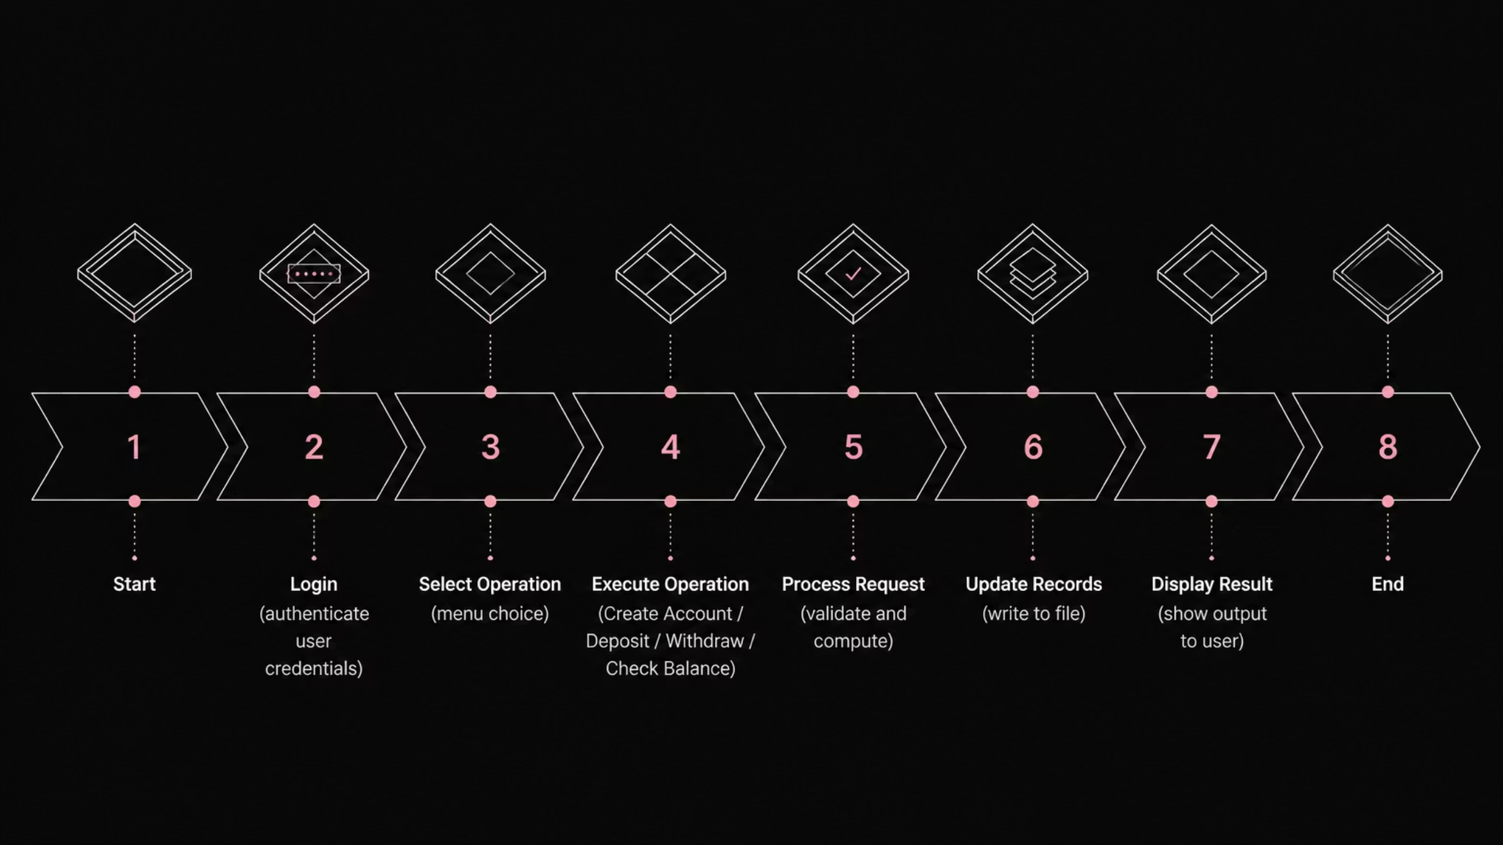 1
2
3
4
5
6
7
8
Start
Login
(authenticate
user
credentials)
Select Operation
(menu choice)
Execute Operation
(Create Account /
Deposit / Withdraw /
Check Balance)
Process Request
(validate and
compute)
Update Records
(write to file)
Display Result
(show output
to user)
End